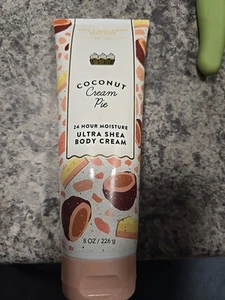 COCONUT
Cream
Pie
24 HOUR MOISTURE
ULTRA SHEA
BODY CREAM
8 OZ / 226 g